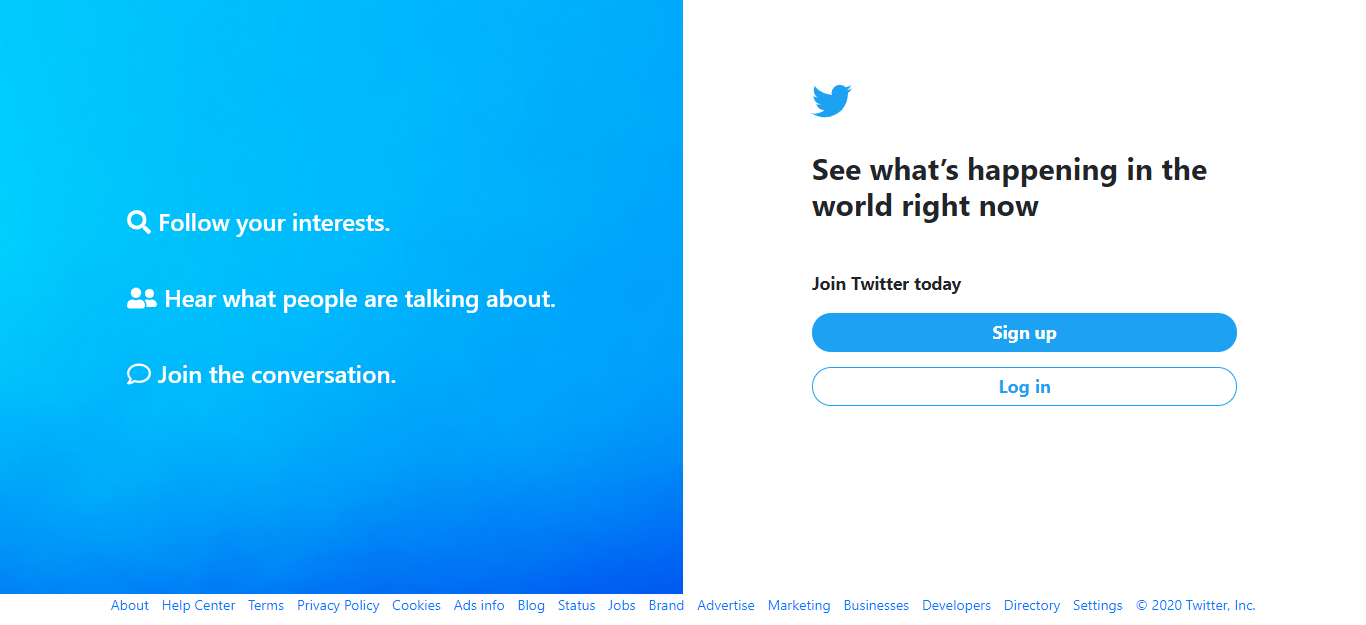 Follow your interests.
Hear what people are talking about.
Join the conversation.
See what’s happening in the
world right now
Join Twitter today
Sign up
Log in
About Help Center Terms Privacy Policy Cookies Ads info Blog Status Jobs Brand Advertise Marketing Businesses Developers Directory Settings © 2020 Twitter, Inc.